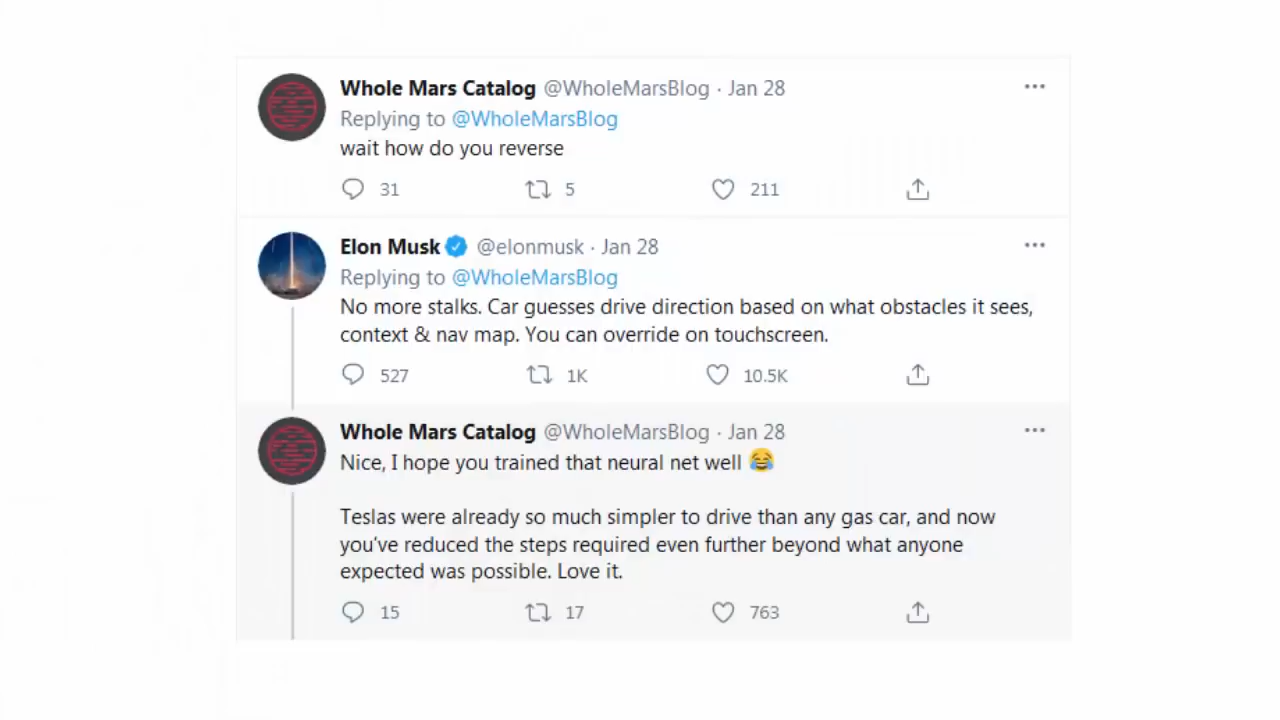 Whole Mars Catalog @WholeMarsBlog · Jan 28
Replying to @WholeMarsBlog
wait how do you reverse
31 5 211
Elon Musk @elonmusk · Jan 28
Replying to @WholeMarsBlog
No more stalks. Car guesses drive direction based on what obstacles it sees,
context & nav map. You can override on touchscreen.
527 1K 10.5K
Whole Mars Catalog @WholeMarsBlog · Jan 28
Nice, I hope you trained that neural net well 😂
Teslas were already so much simpler to drive than any gas car, and now
you've reduced the steps required even further beyond what anyone
expected was possible. Love it.
15 17 763